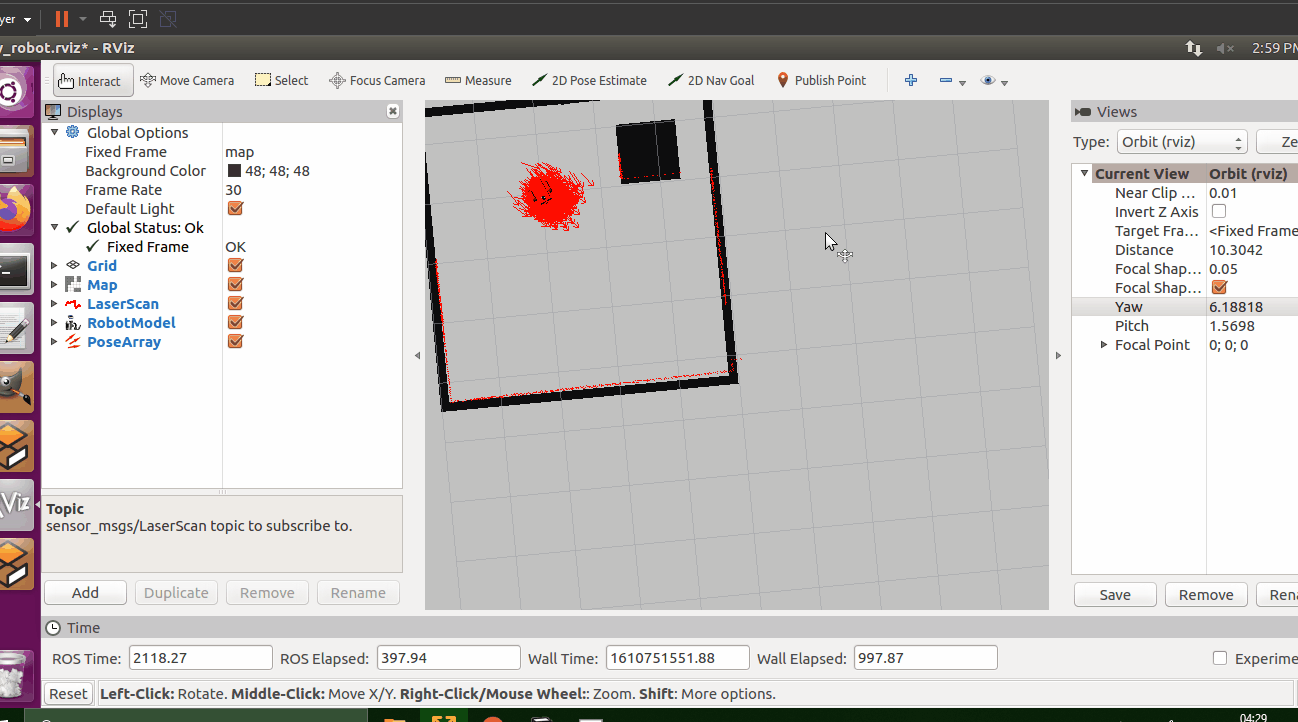 yer
y_robot.rviz* - RViz
2:59 PM
Interact
Move Camera
Select
Focus Camera
Measure
2D Pose Estimate
2D Nav Goal
Publish Point
Displays
Global Options
Fixed Frame map
Background Color 48; 48; 48
Frame Rate 30
Default Light
Global Status: Ok
Fixed Frame OK
Grid
Map
LaserScan
RobotModel
PoseArray
Topic
sensor_msgs/LaserScan topic to subscribe to.
Add Duplicate Remove Rename
Views
Type: Orbit (rviz) Ze
Current View Orbit (rviz)
Near Clip ... 0.01
Invert Z Axis
Target Fra... <Fixed Frame
Distance 10.3042
Focal Shap... 0.05
Focal Shap...
Yaw 6.18818
Pitch 1.5698
Focal Point 0; 0; 0
Save Remove Rena
Time
ROS Time: 2118.27 ROS Elapsed: 397.94 Wall Time: 1610751551.88 Wall Elapsed: 997.87 Experime
Reset Left-Click: Rotate. Middle-Click: Move X/Y. Right-Click/Mouse Wheel:: Zoom. Shift: More options.
04:29